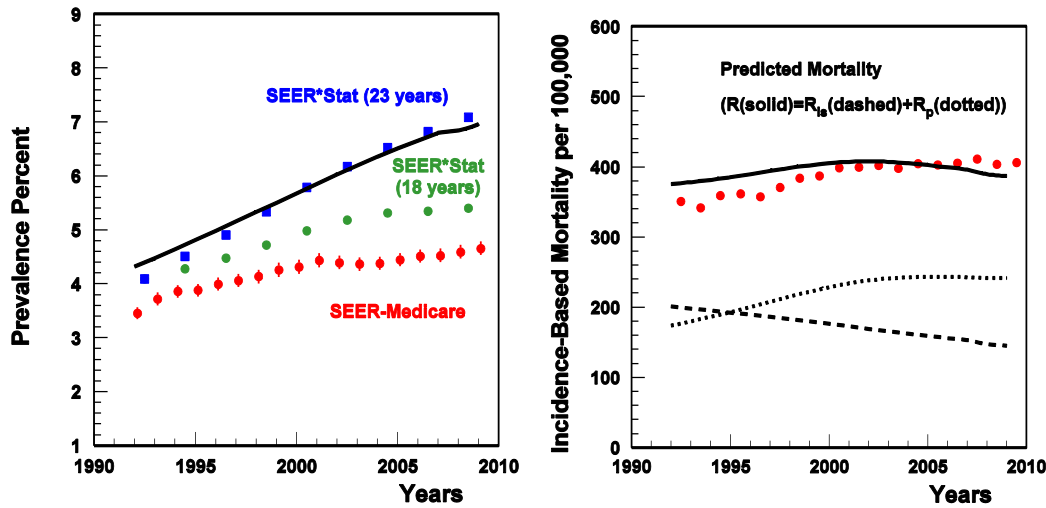 Prevalence Percent
9
8
7
6
5
4
3
2
1
1990
1995
2000
2005
2010
Years
SEER*Stat (23 years)
SEER*Stat
(18 years)
SEER-Medicare
Incidence-Based Mortality per 100,000
600
500
400
300
200
100
0
1990
1995
2000
2005
2010
Years
Predicted Mortality
(R(solid)=Rls(dashed)+Rp(dotted))